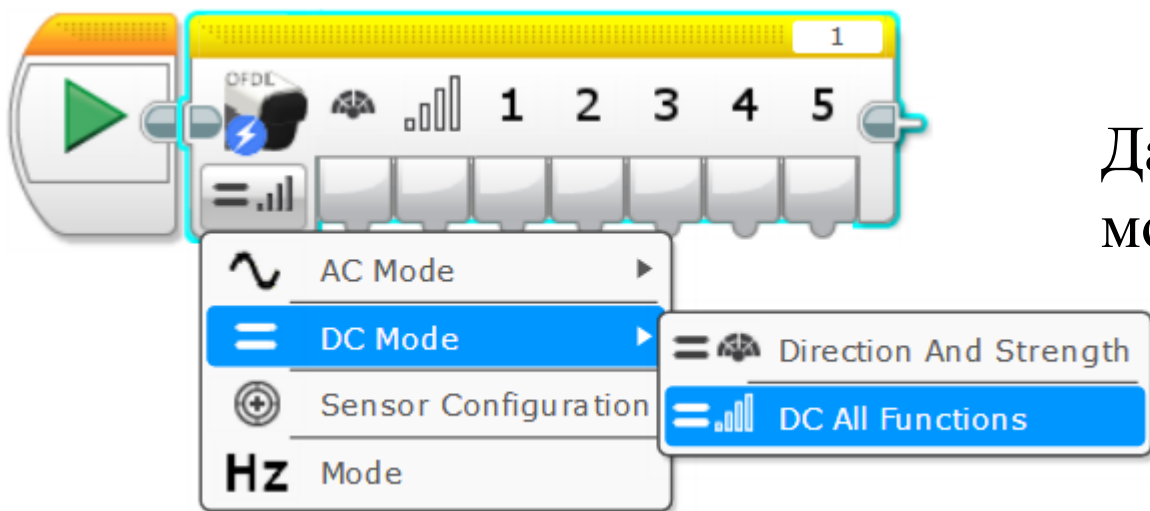 1
1 2 3 4 5
AC Mode
DC Mode
Sensor Configuration
Hz Mode
Direction And Strength
DC All Functions